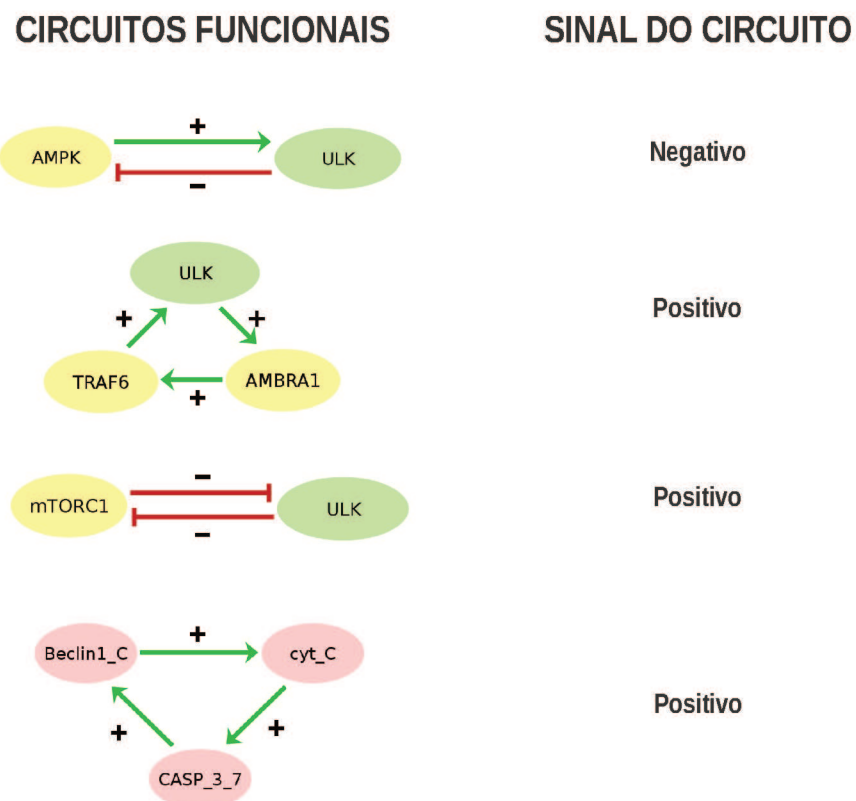 CIRCUITOS FUNCIONAIS SINAL DO CIRCUITO
+
AMPK ULK Negativo
−
ULK
+ + Positivo
TRAF6 AMBRA1
+
−
mTORC1 ULK Positivo
−
+
Beclin1_C cyt_C
+ + Positivo
CASP_3_7